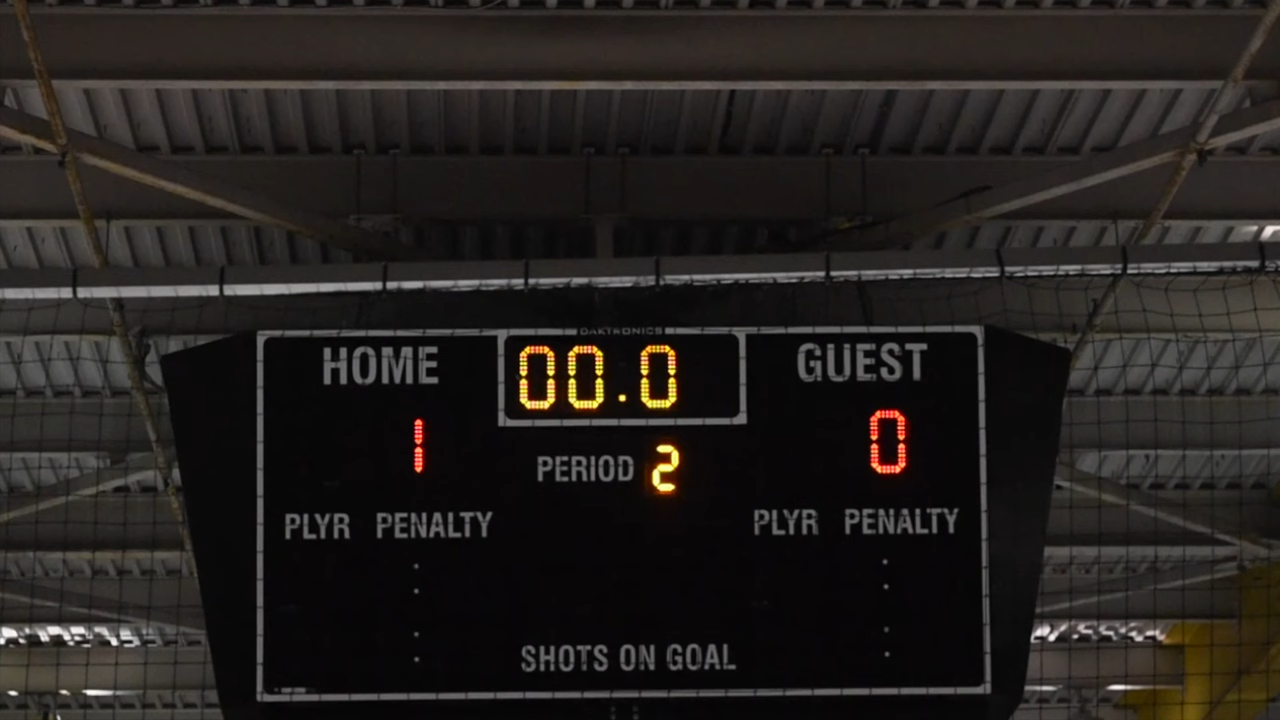 DAKTRONICS
HOME 00.0 GUEST
1 0
PERIOD 2
PLYR PENALTY PLYR PENALTY
SHOTS ON GOAL